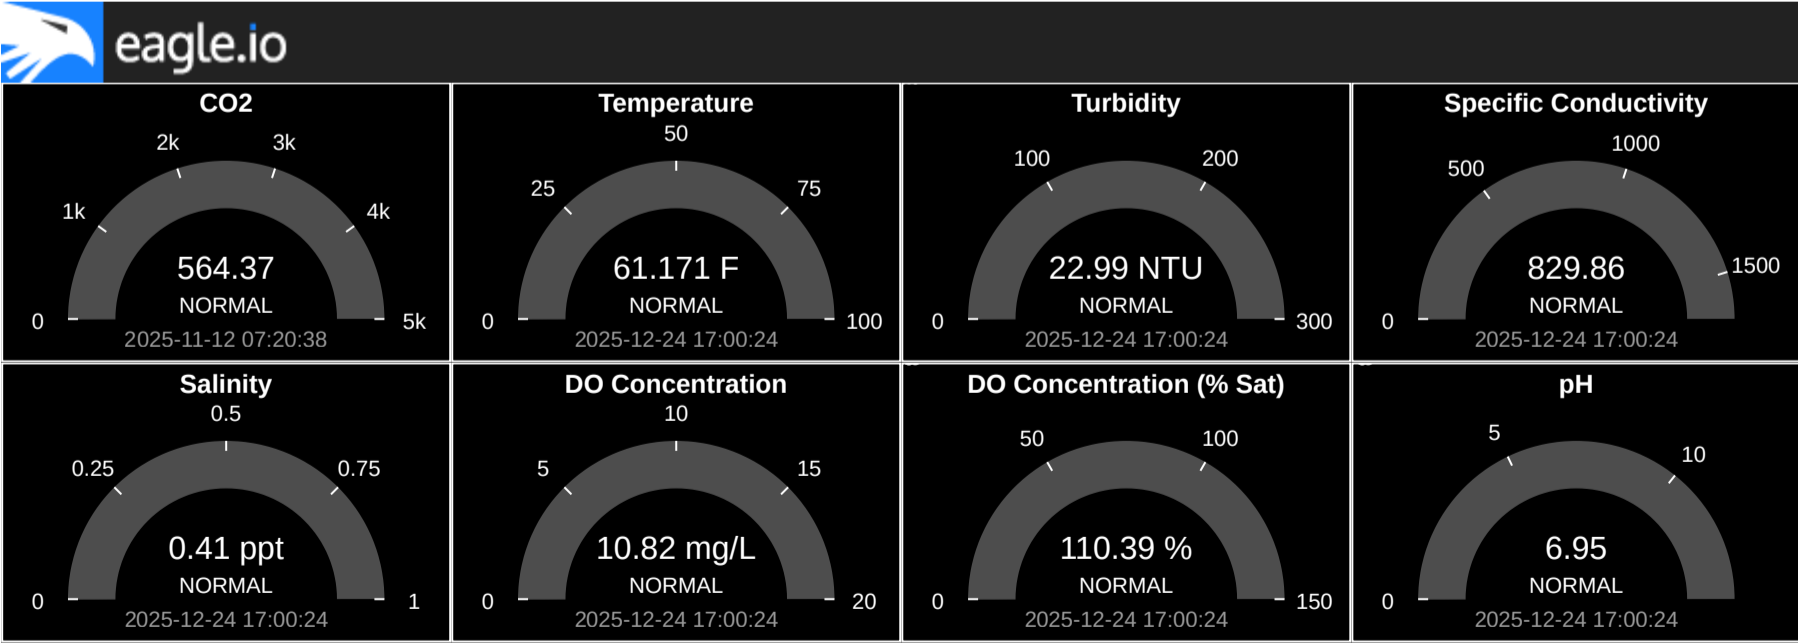 eagle.io
CO2
2k
3k
1k
4k
564.37
NORMAL
0
5k
2025-11-12 07:20:38
Temperature
50
25
75
61.171 F
NORMAL
0
100
2025-12-24 17:00:24
Turbidity
100
200
22.99 NTU
NORMAL
0
300
2025-12-24 17:00:24
Specific Conductivity
1000
500
1500
829.86
NORMAL
0
2025-12-24 17:00:24
Salinity
0.5
0.25
0.75
0.41 ppt
NORMAL
0
1
2025-12-24 17:00:24
DO Concentration
10
5
15
10.82 mg/L
NORMAL
0
20
2025-12-24 17:00:24
DO Concentration (% Sat)
50
100
110.39 %
NORMAL
0
150
2025-12-24 17:00:24
pH
5
10
6.95
NORMAL
0
2025-12-24 17:00:24